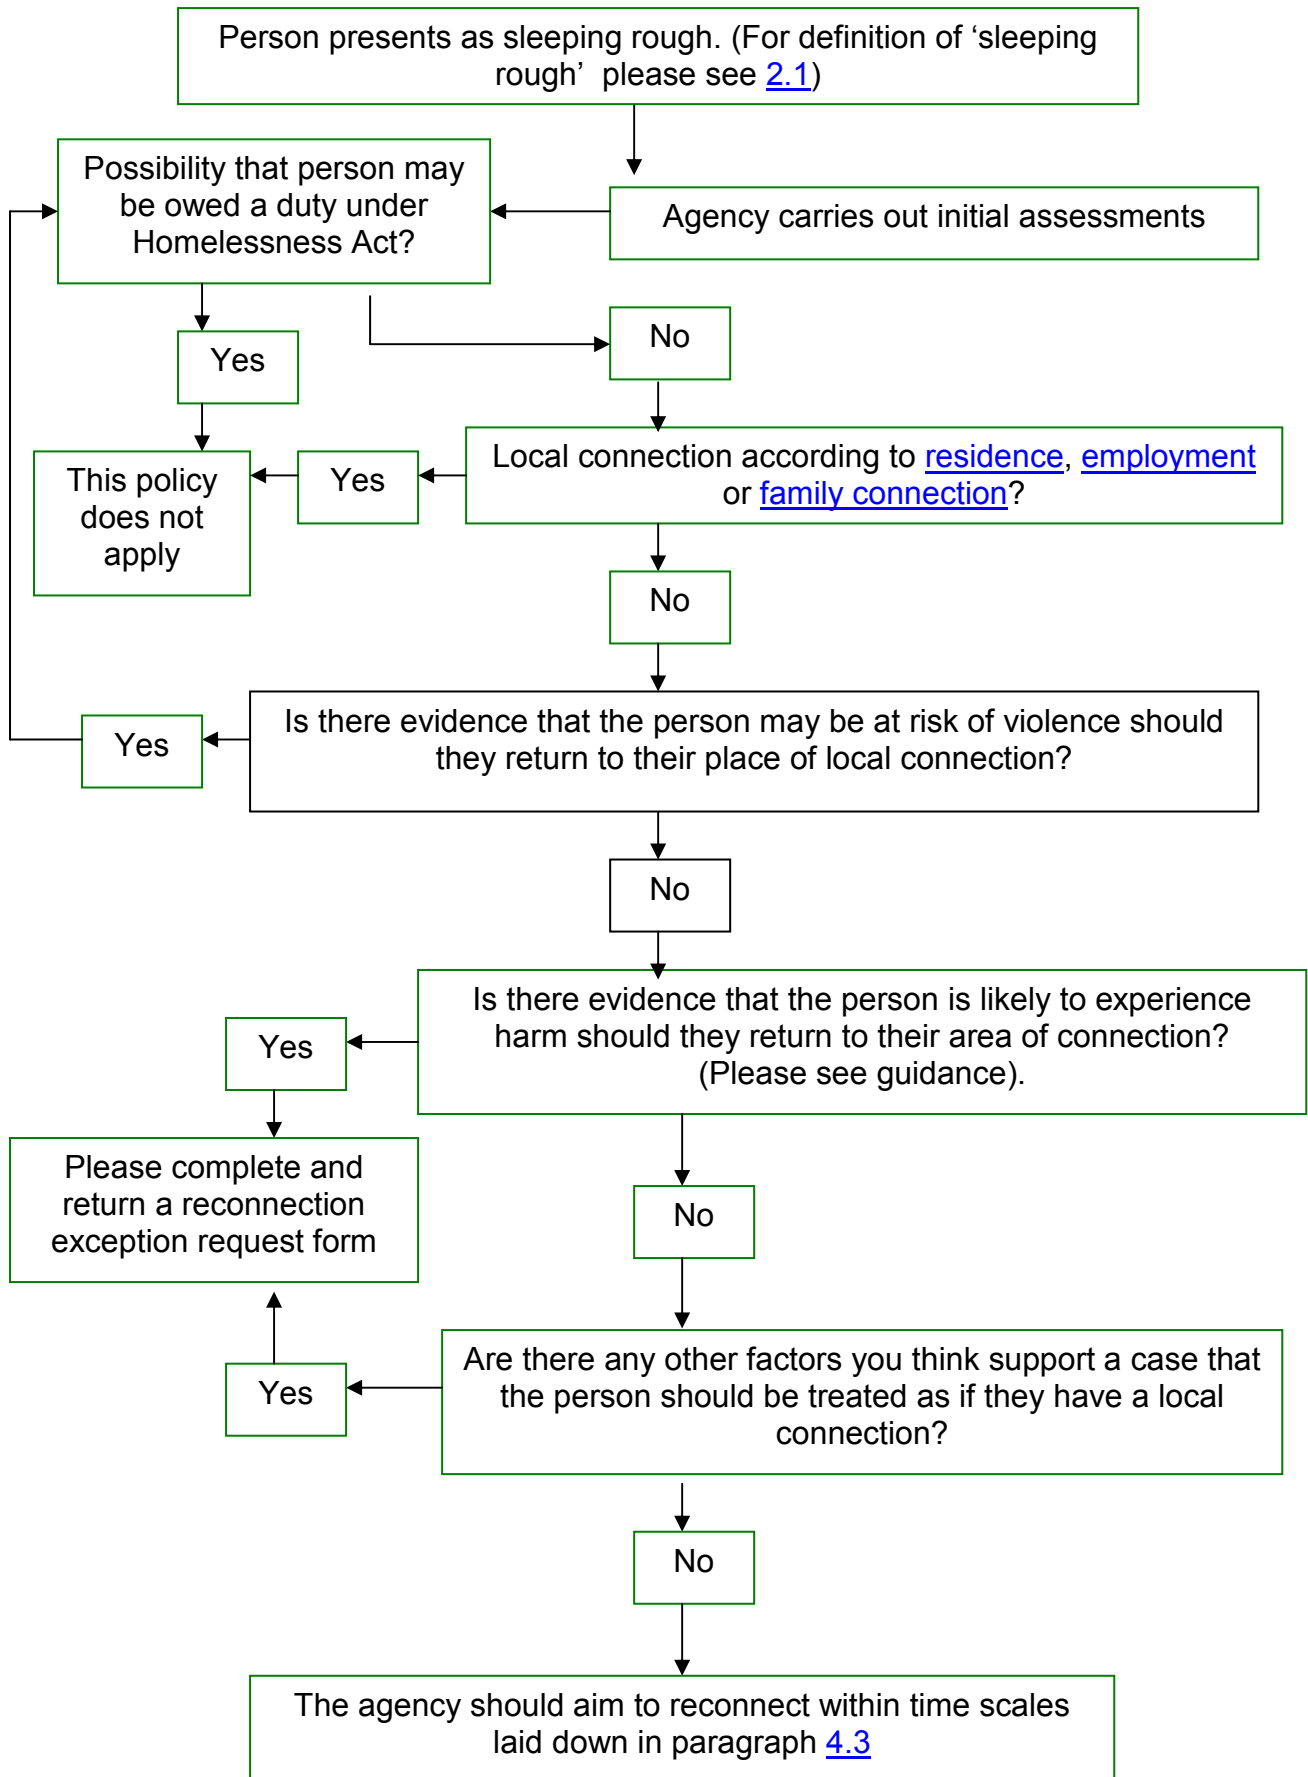 Person presents as sleeping rough. (For definition of ‘sleeping
rough’  please see 2.1)
Possibility that person may
be owed a duty under
Homelessness Act?
Agency carries out initial assessments
Yes
No
This policy
does not
apply
Yes
Local connection according to residence, employment
or family connection?
No
Yes
Is there evidence that the person may be at risk of violence should
they return to their place of local connection?
No
Yes
Is there evidence that the person is likely to experience
harm should they return to their area of connection?
(Please see guidance).
Please complete and
return a reconnection
exception request form
No
Yes
Are there any other factors you think support a case that
the person should be treated as if they have a local
connection?
No
The agency should aim to reconnect within time scales
laid down in paragraph 4.3